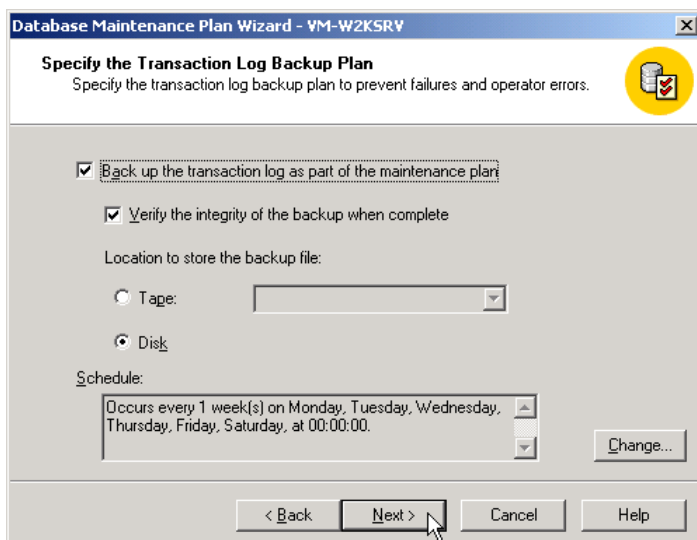 Database Maintenance Plan Wizard - VM-W2KSRV
Specify the Transaction Log Backup Plan
Specify the transaction log backup plan to prevent failures and operator errors.
Back up the transaction log as part of the maintenance plan
Verify the integrity of the backup when complete
Location to store the backup file:
Tape:
Disk
Schedule:
Occurs every 1 week(s) on Monday, Tuesday, Wednesday,
Thursday, Friday, Saturday, at 00:00:00.
Change...
< Back Next > Cancel Help